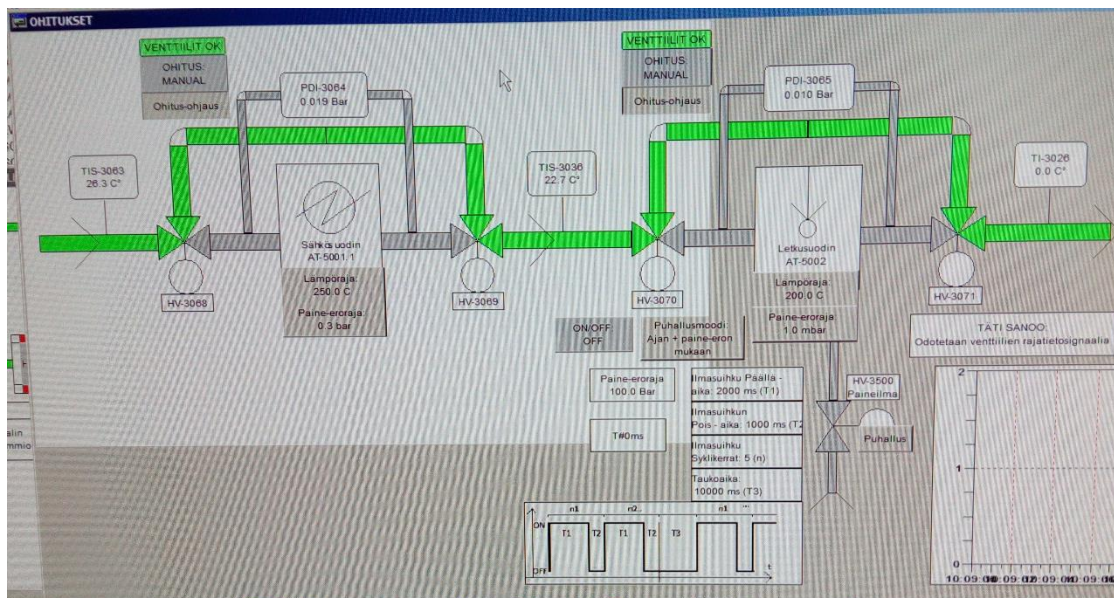 OHITUKSET
VENTTIILIT OK
OHITUS:
MANUAL
Ohitus-ohjaus
PDI-3064
0.019 Bar
VENTTIILIT OK
OHITUS:
MANUAL
Ohitus-ohjaus
PDI-3065
0.010 Bar
TIS-3063
26.3 C°
TIS-3036
22.7 C°
TI-3026
0.0 C°
Sähkösuodin
AT-5001.1
Lämpöraja:
250.0 C
Paine-eroraja:
0.3 bar
Letkusuodin
AT-5002
Lämpöraja:
200.0 C
Paine-eroraja:
1.0 mbar
HV-3068
HV-3069
HV-3070
HV-3071
ON/OFF
OFF
Puhallusmoodi:
Ajan + paine-eron
mukaan
TÄTI SANOO:
Odotetaan venttiilien rajatietosignaalia
Paine-eroraja
100.0 Bar
T#0ms
Ilmasuihku Päällä -
aika: 2000 ms (T1)
Ilmasuihkun
Pois - aika: 1000 ms (T2
Ilmasuihku
Syklikerrat: 5 (n)
Taukoaika:
10000 ms (T3)
HV-3500
Paineilma
Puhallus
n1
n2..
n1
...
ON
T1
T2
T1
T2
T3
OFF
t
2
1
0